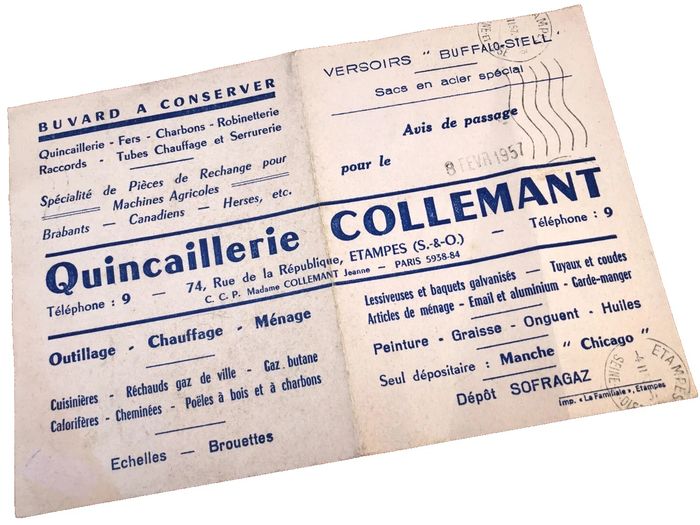 BUVARD A CONSERVER
Quincaillerie - Fers - Charbons - Robinetterie
Raccords - Tubes Chauffage et Serrurerie
Spécialité de Pièces de Rechange pour
Machines Agricoles
Brabants — Canadiens — Herses, etc.
VERSOIRS " BUFFALO-STELL "
Sacs en acier spécial
Avis de passage
pour le 8 FEVR 1957
Quincaillerie COLLEMANT
Téléphone : 9 — 74, Rue de la République, ETAMPES (S.-&-O.) — Téléphone : 9
C. C. P. Madame COLLEMANT Jeanne — PARIS 5938-84
Outillage - Chauffage - Ménage
Cuisinières - Réchauds gaz de ville - Gaz butane
Calorifères - Cheminées - Poëles à bois et à charbons
Echelles — Brouettes
Lessiveuses et baquets galvanisés — Tuyaux et coudes
Articles de ménage - Email et aluminium - Garde-manger
Peinture - Graisse - Onguent - Huiles
Seul dépositaire : Manche " Chicago "
Dépôt SOFRAGAZ
Imp. « La Familiale », Etampes
ETAMPES
ETAMPES
SEINE